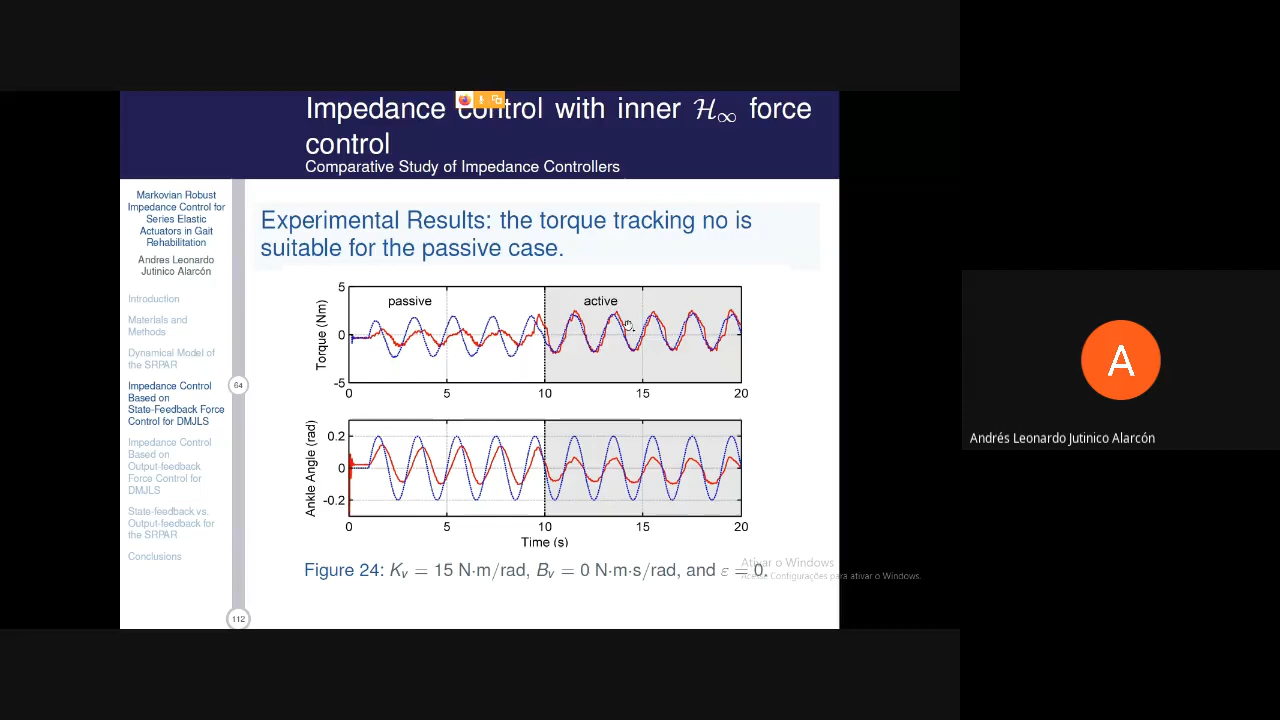 Impedance control with inner H∞ force
control
Comparative Study of Impedance Controllers
Markovian Robust
Impedance Control for
Series Elastic
Actuators in Gait
Rehabilitation
Andres Leonardo
Jutinico Alarcón
Introduction
Materials and
Methods
Dynamical Model of
the SRPAR
Impedance Control
Based on
State-Feedback Force
Control for DMJLS
Impedance Control
Based on
Output-feedback
Force Control for
DMJLS
State-feedback vs.
Output-feedback for
the SRPAR
Conclusions
64
112
Experimental Results: the torque tracking no is
suitable for the passive case.
passive
active
Torque (Nm)
5
0
-5
0 5 10 15 20
Ankle Angle (rad)
0.2
0
-0.2
0 5 10 15 20
Time (s)
Figure 24: Kv = 15 N·m/rad, Bv = 0 N·m·s/rad, and ε = 0.
Ativar o Windows
Acesse Configurações para ativar o Windows.
A
Andrés Leonardo Jutinico Alarcón